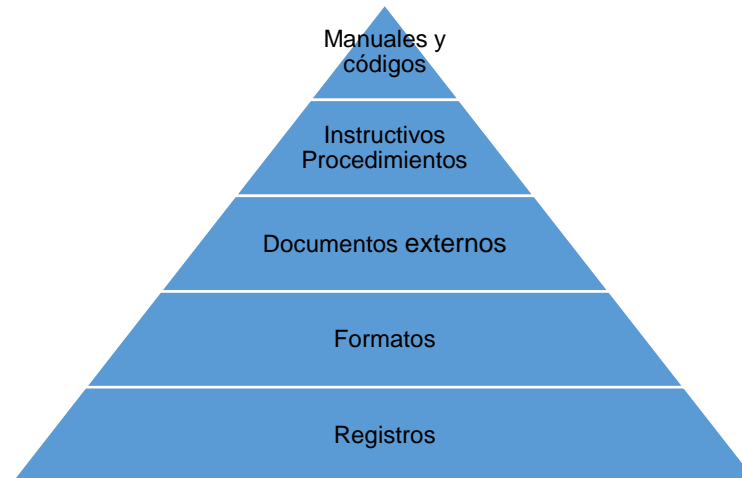 Manuales y
códigos
Instructivos
Procedimientos
Documentos externos
Formatos
Registros